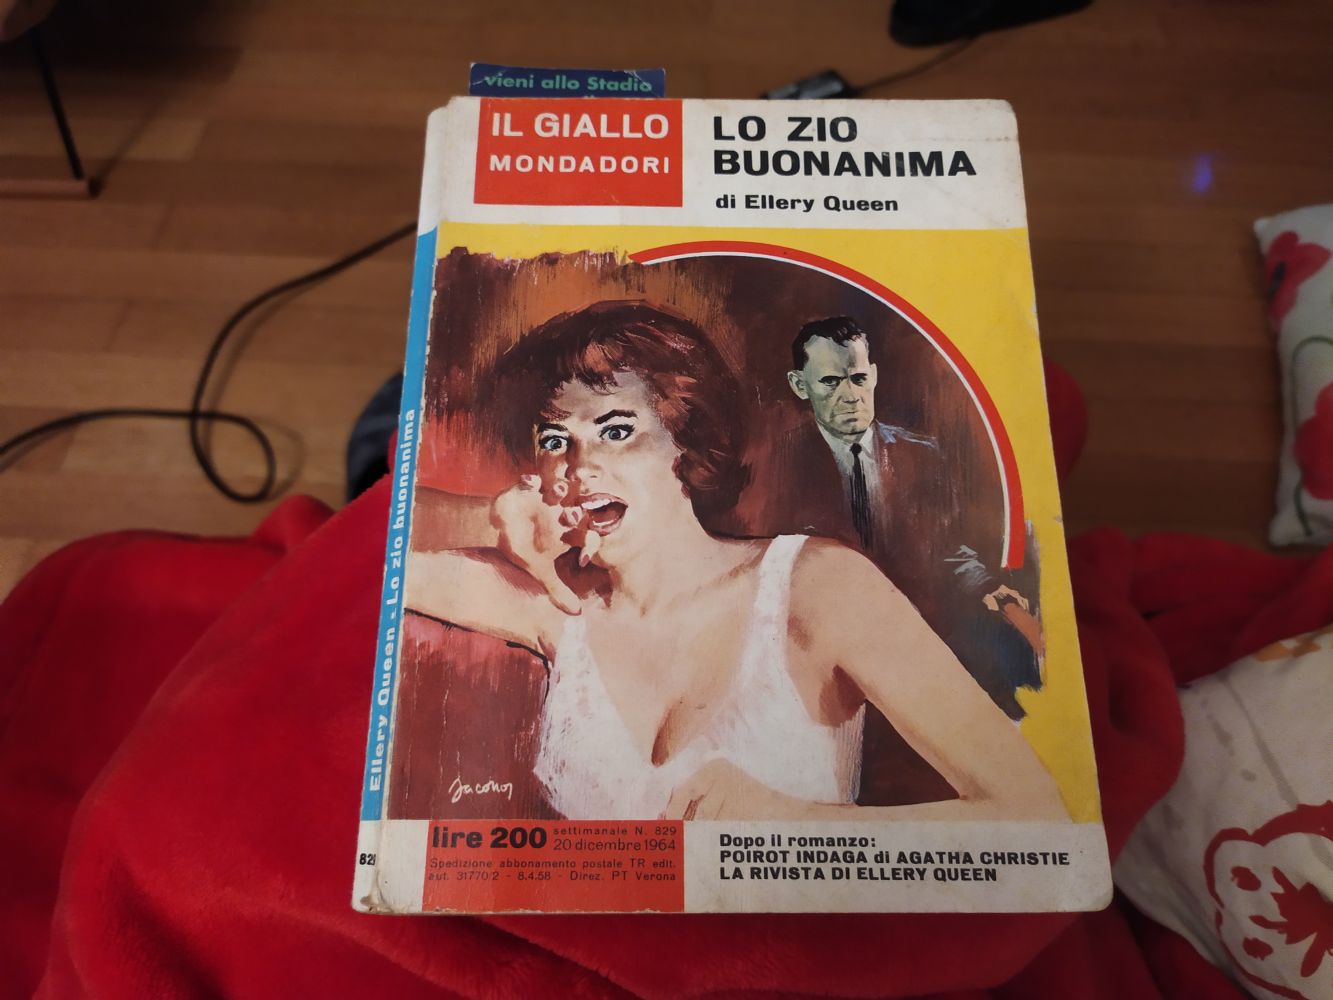 vieni allo Stadio
IL GIALLO
MONDADORI
LO ZIO
BUONANIMA
di Ellery Queen
Ellery Queen - Lo zio buonanima
Jacono
lire 200
settimanale N. 829
20 dicembre 1964
Spedizione abbonamento postale TR edit.
aut. 31770/2 - 8.4.58 - Direz. PT Verona
829
Dopo il romanzo:
POIROT INDAGA di AGATHA CHRISTIE
LA RIVISTA DI ELLERY QUEEN